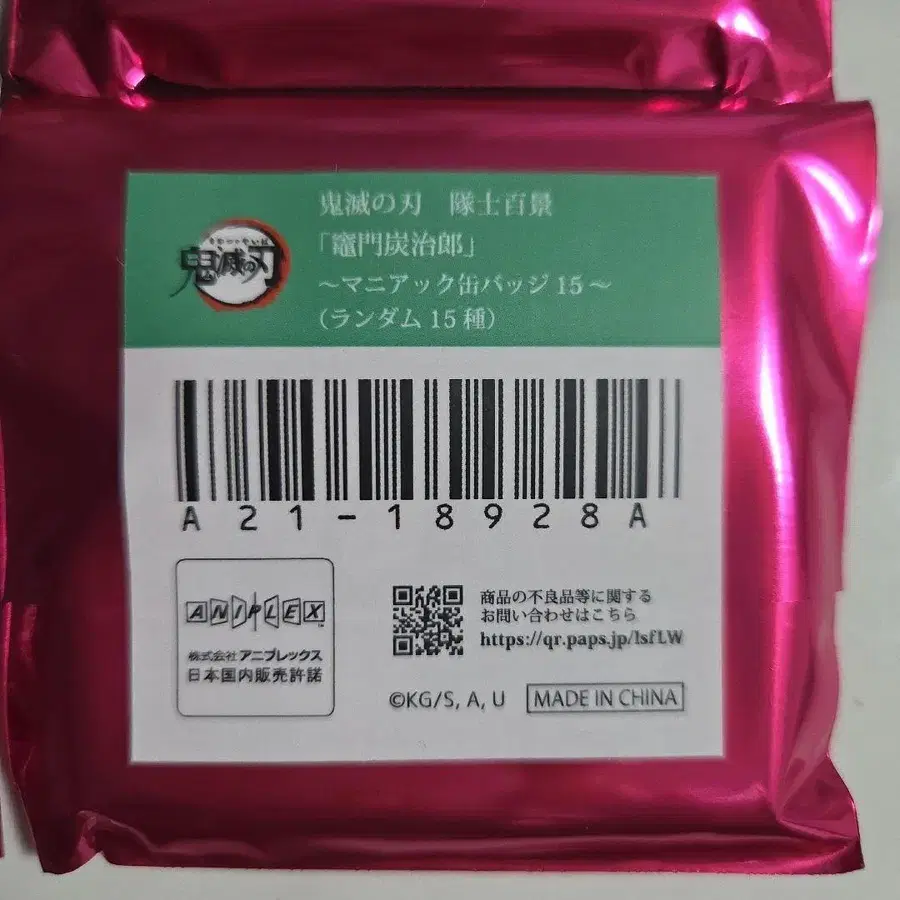 鬼滅の刃
鬼滅の刃 隊士百景
「竈門炭治郎」
～マニアック缶バッジ 15～
(ランダム 15 種)
A21-18928A
ANIPLEX
株式会社 アニプレックス
日本国内販売許諾
商品の不良品等に関する
お問い合わせはこちら
https://qr.paps.jp/lsfLW
©KG/S, A, U
MADE IN CHINA